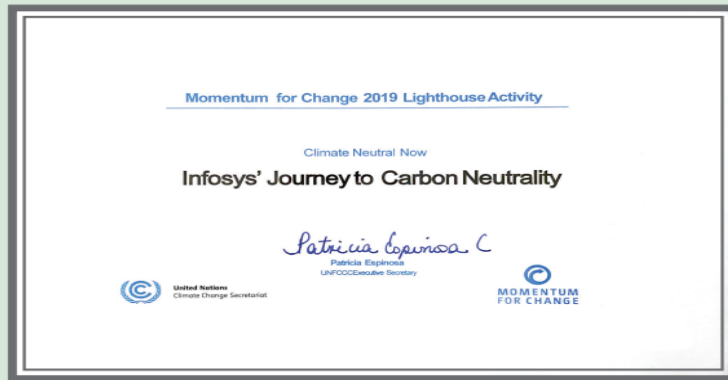 Momentum for Change 2019 Lighthouse Activity
Climate Neutral Now
Infosys' Journey to Carbon Neutrality
Patricia Espinosa C
Patricia Espinosa
UNFCCC Executive Secretary
United Nations
Climate Change Secretariat
MOMENTUM
FOR CHANGE